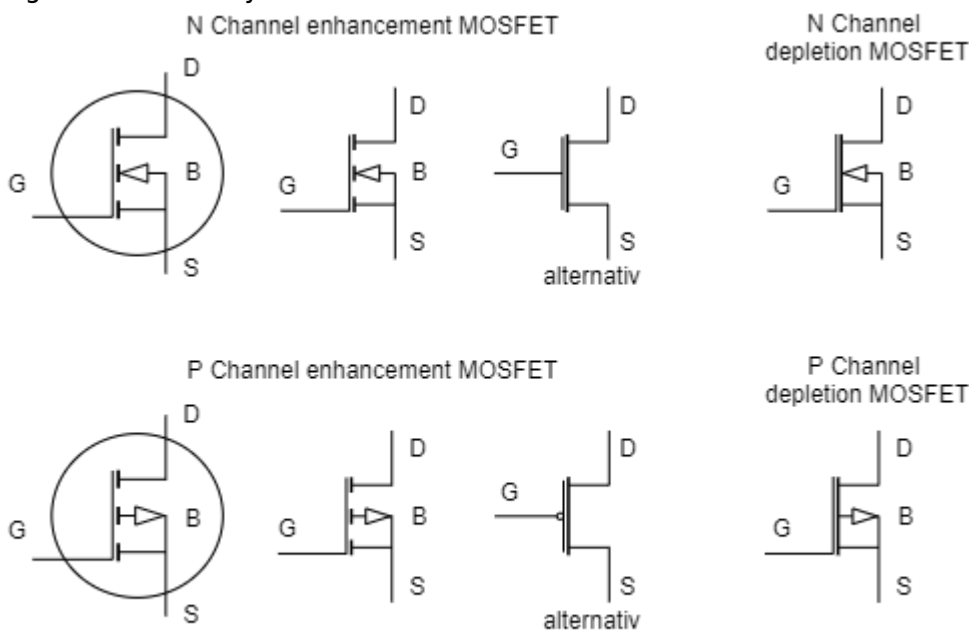 N Channel enhancement MOSFET
N Channel
depletion MOSFET
D
G
B
S
D
G
B
S
G
D
S
alternativ
D
G
B
S
P Channel enhancement MOSFET
P Channel
depletion MOSFET
D
G
B
S
D
G
B
S
G
D
S
alternativ
D
G
B
S